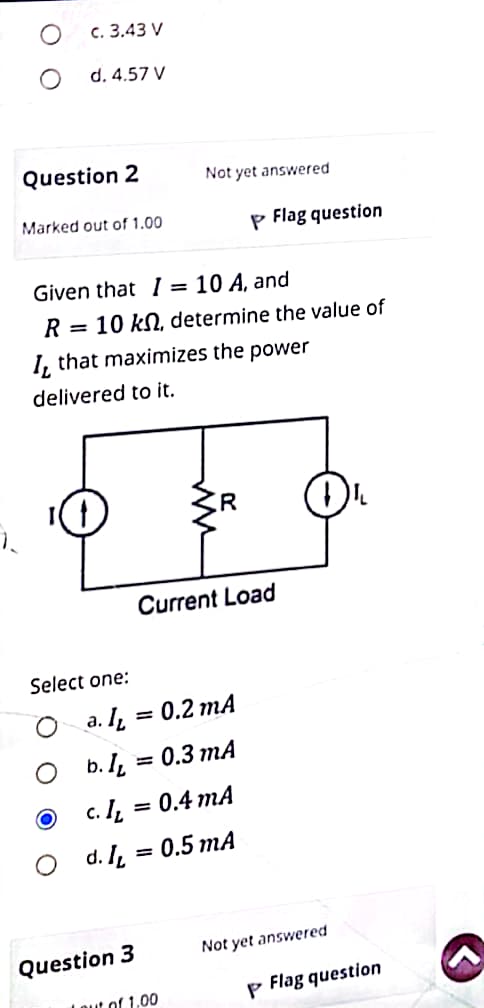 c. 3.43 V
d. 4.57 V
Question 2
Not yet answered
Marked out of 1.00
Flag question
Given that I = 10 A, and
R = 10 kΩ, determine the value of
I_L that maximizes the power
delivered to it.
I
R
I_L
Current Load
Select one:
a. I_L = 0.2 mA
b. I_L = 0.3 mA
c. I_L = 0.4 mA
d. I_L = 0.5 mA
Question 3
Not yet answered
of 1.00
Flag question